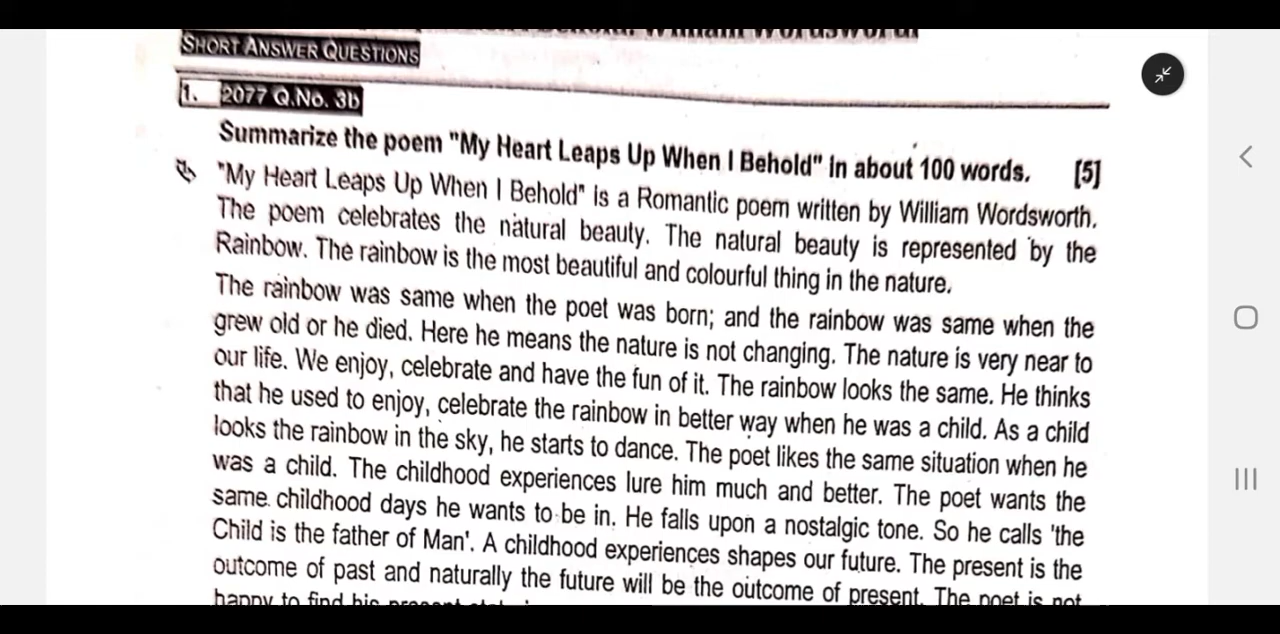 SHORT ANSWER QUESTIONS
1. 2077 Q.No. 3b
Summarize the poem "My Heart Leaps Up When I Behold" in about 100 words. [5]
"My Heart Leaps Up When I Behold" is a Romantic poem written by William Wordsworth.
The poem celebrates the natural beauty. The natural beauty is represented by the
Rainbow. The rainbow is the most beautiful and colourful thing in the nature.
The rainbow was same when the poet was born; and the rainbow was same when the
grew old or he died. Here he means the nature is not changing. The nature is very near to
our life. We enjoy, celebrate and have the fun of it. The rainbow looks the same. He thinks
that he used to enjoy, celebrate the rainbow in better way when he was a child. As a child
looks the rainbow in the sky, he starts to dance. The poet likes the same situation when he
was a child. The childhood experiences lure him much and better. The poet wants the
same childhood days he wants to be in. He falls upon a nostalgic tone. So he calls 'the
Child is the father of Man'. A childhood experiences shapes our future. The present is the
outcome of past and naturally the future will be the outcome of present. The poet is not
happy to find his present